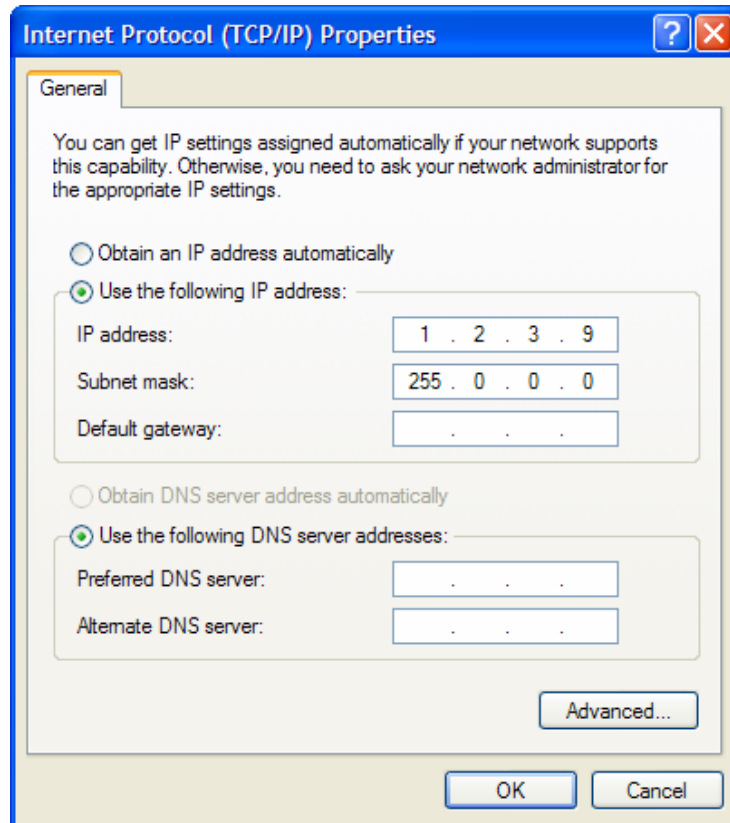 Internet Protocol (TCP/IP) Properties
General
You can get IP settings assigned automatically if your network supports
this capability. Otherwise, you need to ask your network administrator for
the appropriate IP settings.
Obtain an IP address automatically
Use the following IP address:
IP address: 1 . 2 . 3 . 9
Subnet mask: 255 . 0 . 0 . 0
Default gateway: . . .
Obtain DNS server address automatically
Use the following DNS server addresses:
Preferred DNS server: . . .
Alternate DNS server: . . .
Advanced...
OK Cancel